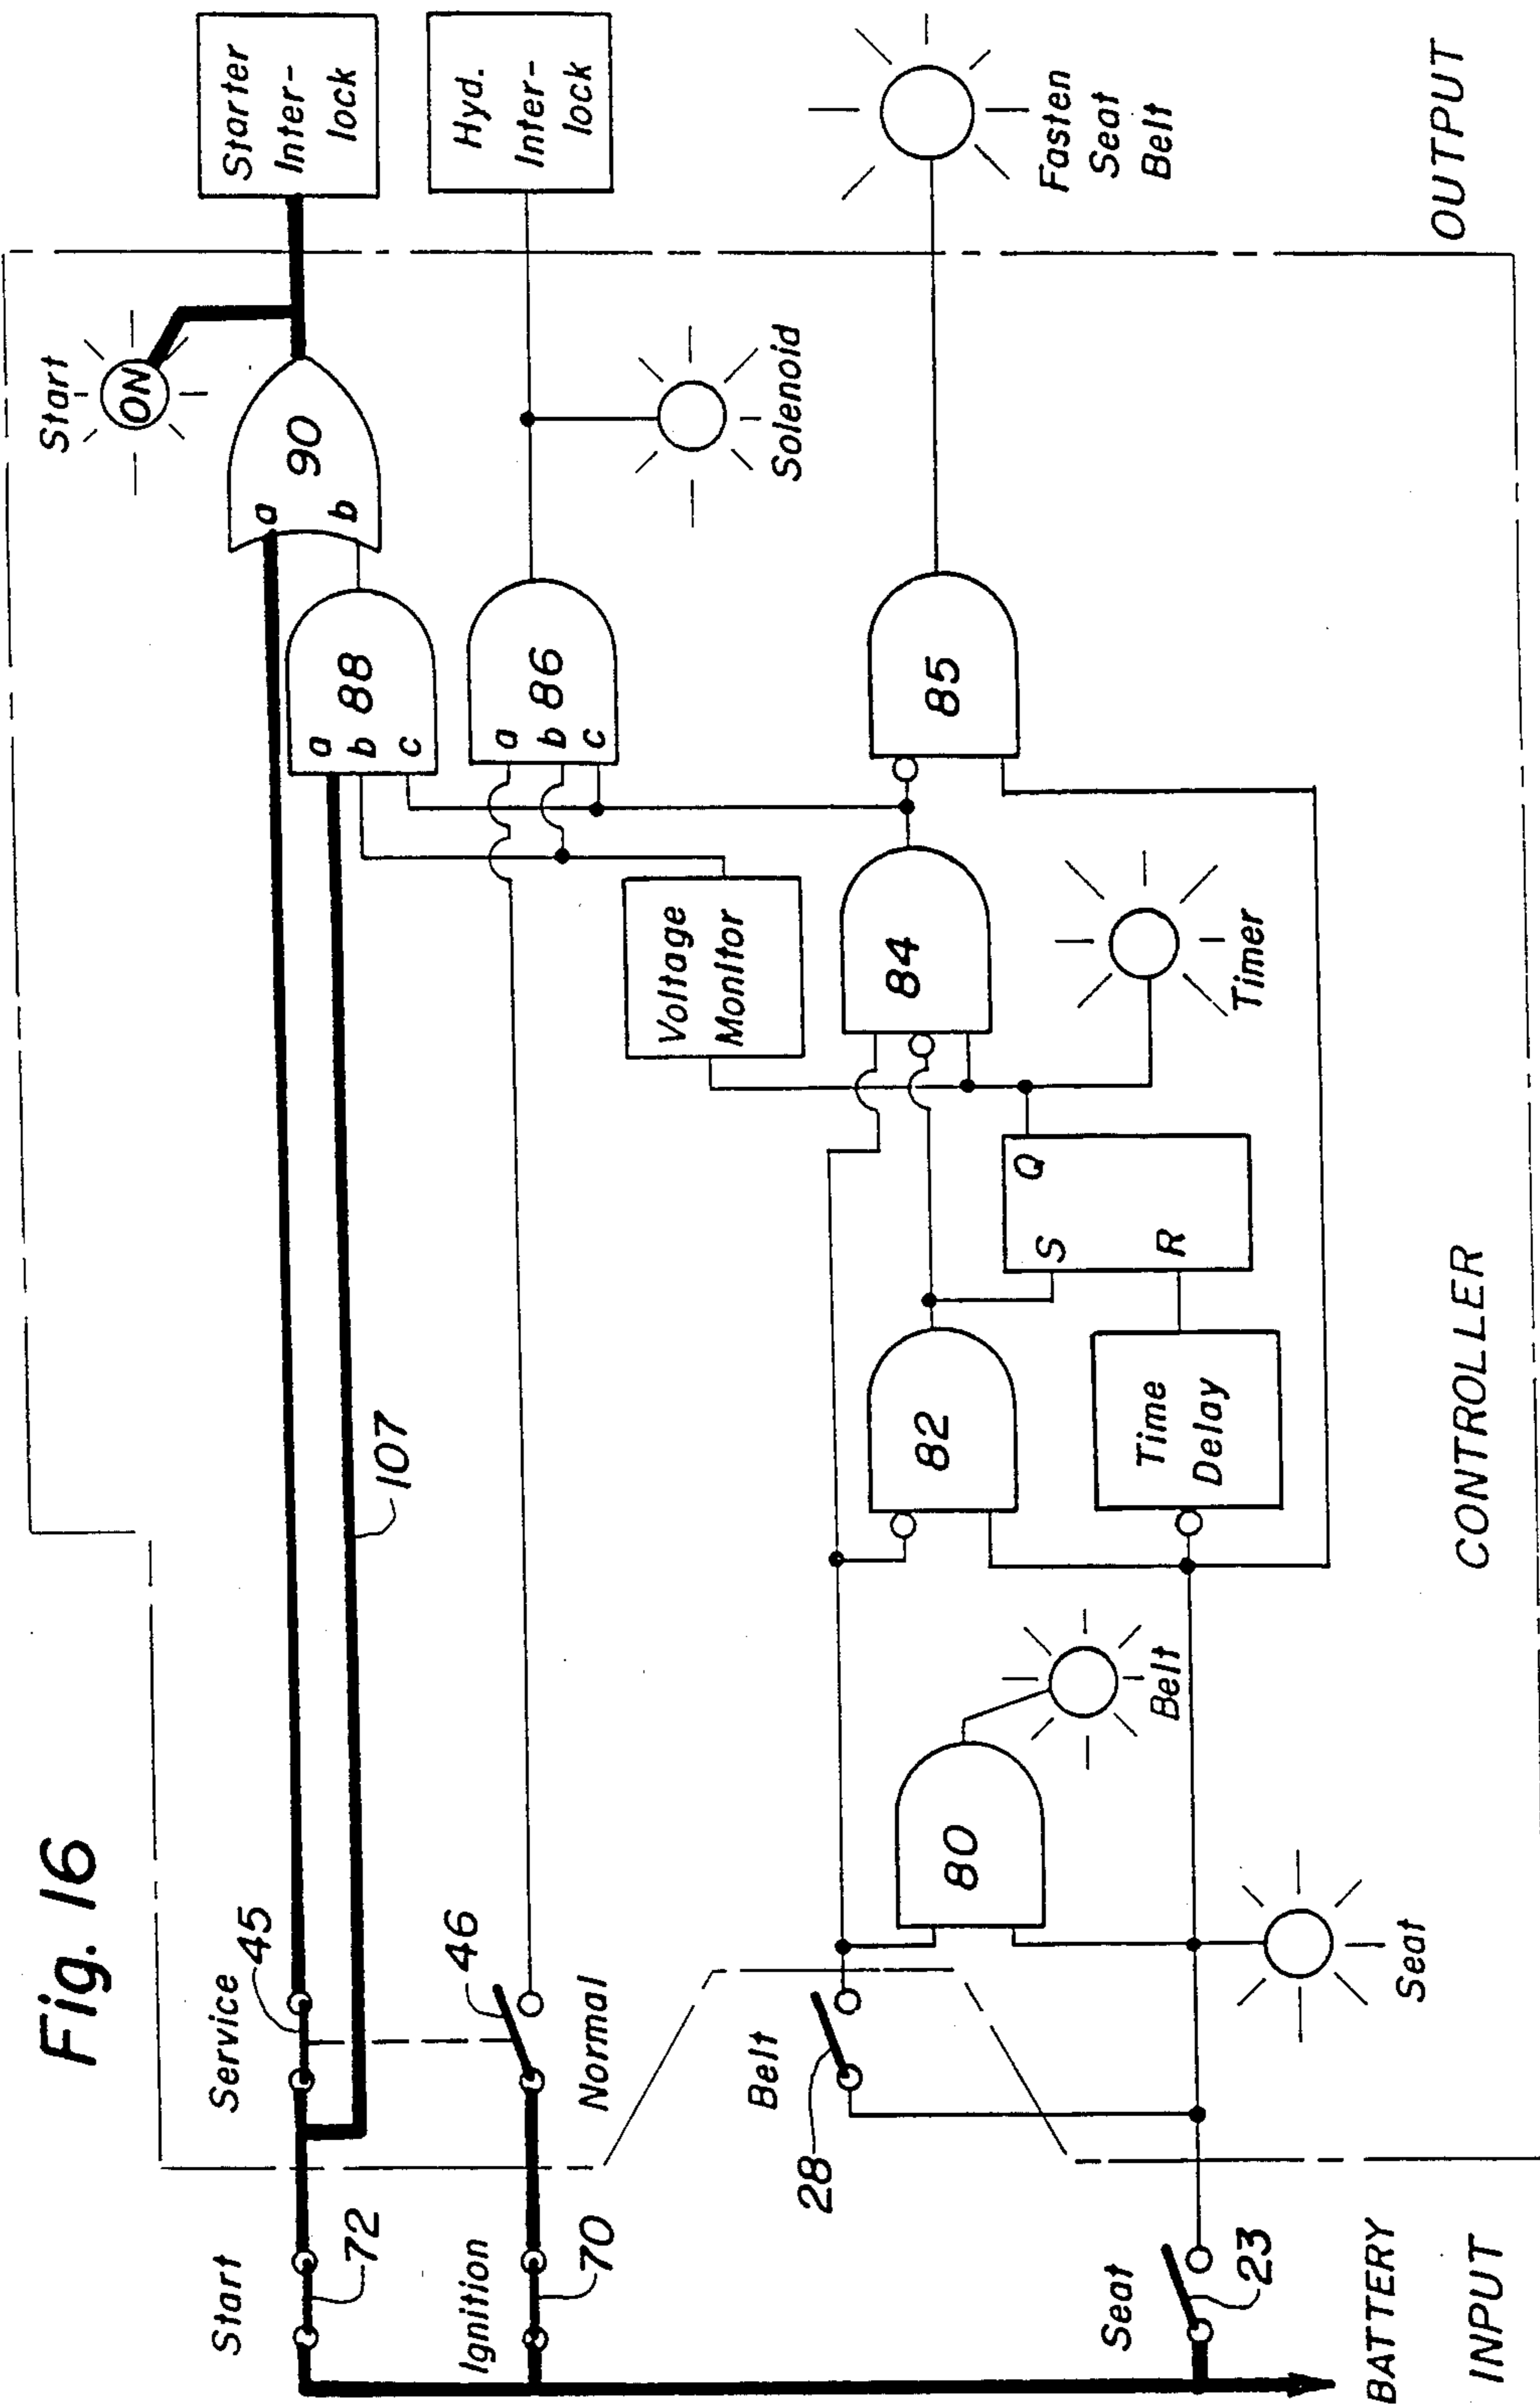 Fig. 16
Start
72
Service
45
107
Start
ON
a
b
90
a
b
c
88
Starter
Inter-
lock
Ignition
70
46
Normal
a
b
c
86
Solenoid
Hyd.
Inter-
lock
Voltage
Monitor
Belt
28
80
Belt
82
84
85
Fasten
Seat
Belt
Seat
23
Seat
Time
Delay
S
R
Q
Timer
BATTERY
INPUT
CONTROLLER
OUTPUT